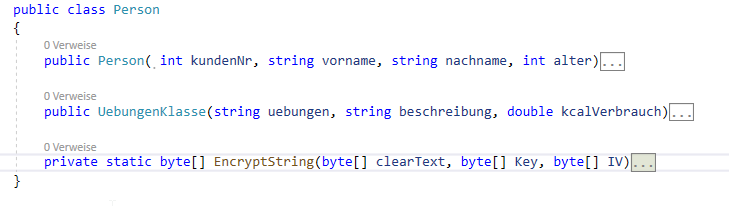 public class Person
{
0 Verweise
public Person( int kundenNr, string vorname, string nachname, int alter)...
0 Verweise
public UebungenKlasse(string uebungen, string beschreibung, double kcalVerbrauch)...
0 Verweise
private static byte[] EncryptString(byte[] clearText, byte[] Key, byte[] IV)...
}